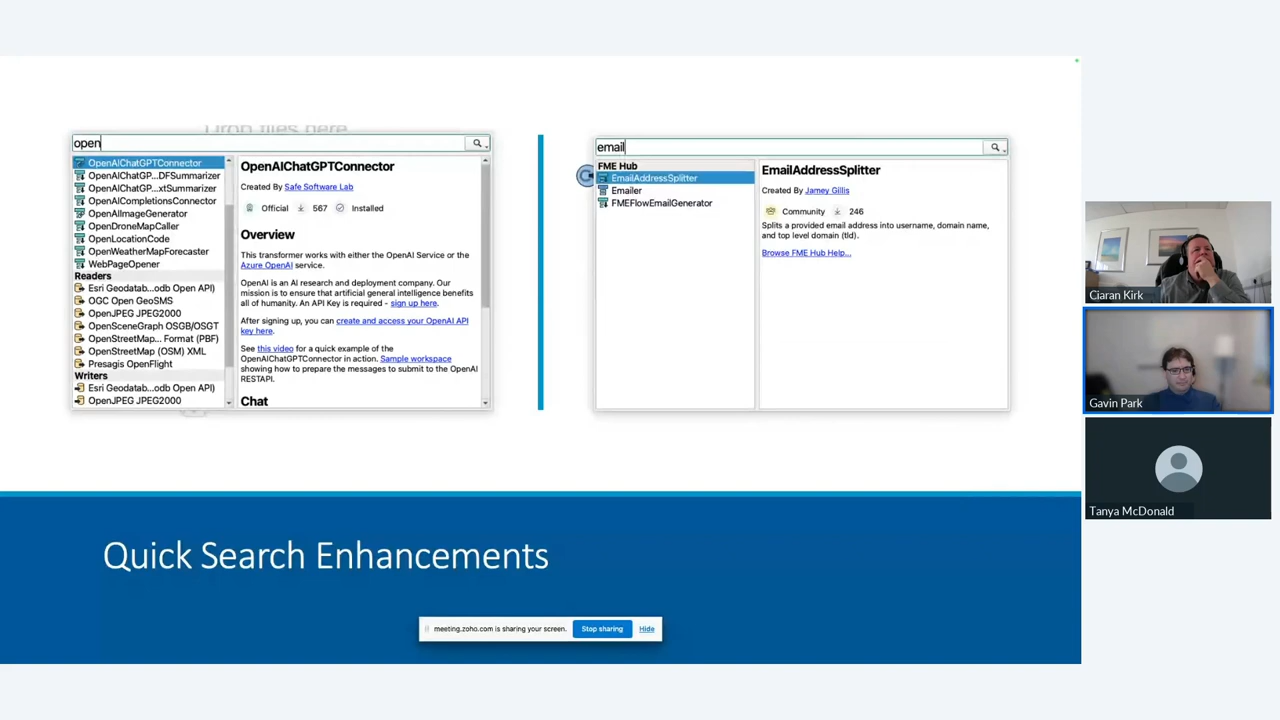 Drop files here
open
OpenAIChatGPTConnector
OpenAIChatGP...DFSummarizer
OpenAIChatGP...xtSummarizer
OpenAICompletionsConnector
OpenAIImageGenerator
OpenDroneMapCaller
OpenLocationCode
OpenWeatherMapForecaster
WebPageOpener
Readers
Esri Geodatab...odb Open API)
OGC Open GeoSMS
OpenJPEG JPEG2000
OpenSceneGraph OSGB/OSGT
OpenStreetMap... Format (PBF)
OpenStreetMap (OSM) XML
Presagis OpenFlight
Writers
Esri Geodatab...odb Open API)
OpenJPEG JPEG2000
OpenAIChatGPTConnector
Created By Safe Software Lab
Official 567 Installed
Overview
This transformer works with either the OpenAI Service or the
Azure OpenAI service.
OpenAI is an AI research and deployment company. Our
mission is to ensure that artificial general intelligence benefits
all of humanity. An API Key is required - sign up here.
After signing up, you can create and access your OpenAI API
key here.
See this video for a quick example of the
OpenAIChatGPTConnector in action. Sample workspace
showing how to prepare the messages to submit to the OpenAI
RESTAPI.
Chat
email
FME Hub
EmailAddressSplitter
Emailer
FMEFlowEmailGenerator
EmailAddressSplitter
Created By Jamey Gillis
Community 246
Splits a provided email address into username, domain name,
and top level domain (tld).
Browse FME Hub Help...
Quick Search Enhancements
meeting.zoho.com is sharing your screen. Stop sharing Hide
Ciaran Kirk
Gavin Park
Tanya McDonald